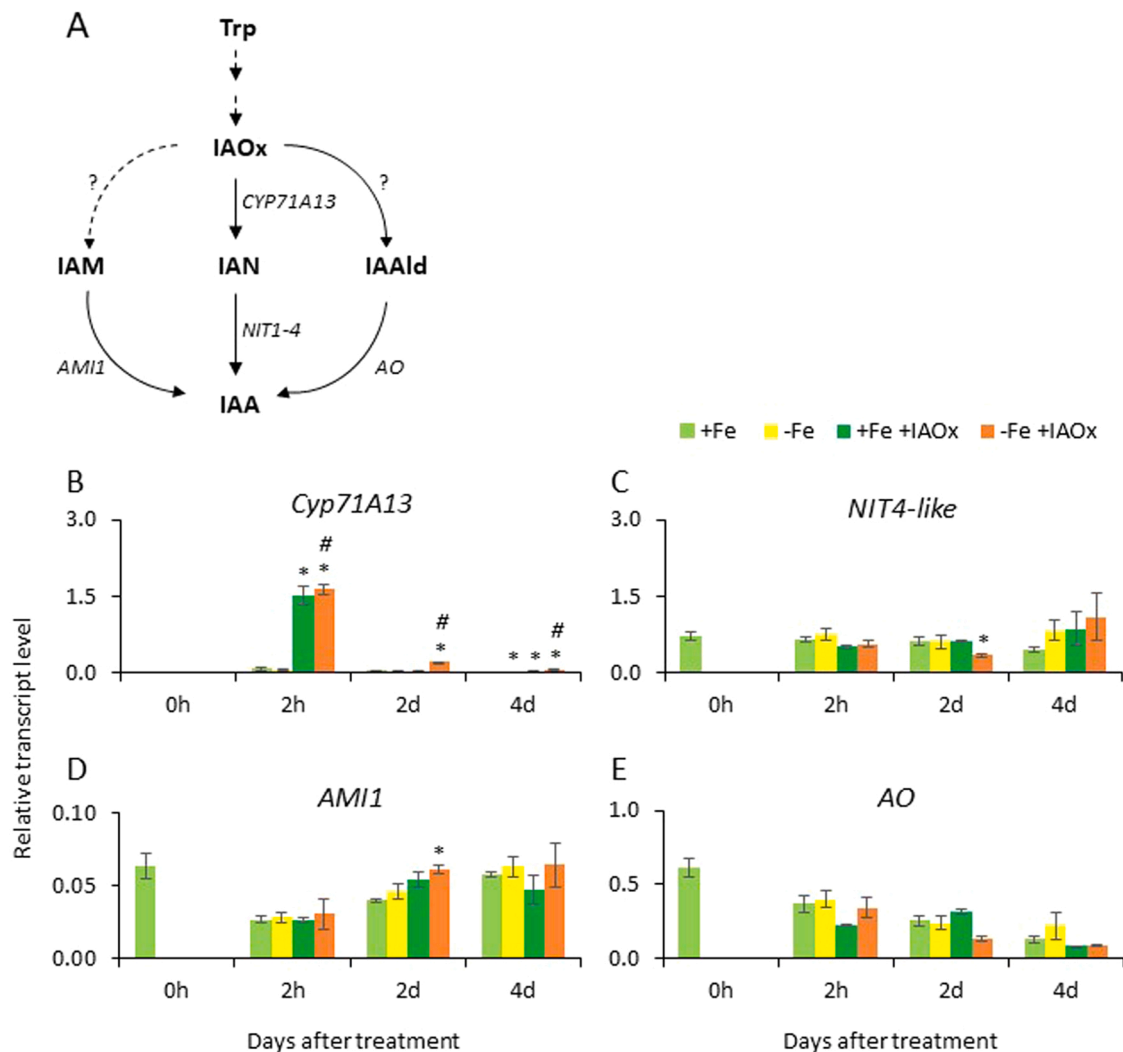 A
Trp
IAOx
? ?
CYP71A13
IAM IAN IAAld
NIT1-4
AMI1 AO
IAA
+Fe -Fe +Fe +IAOx -Fe +IAOx
B
Cyp71A13
3.0
1.5
0.0
#
* *
#
*
#
* * *
0h 2h 2d 4d
C
NIT4-like
3.0
1.5
0.0
*
0h 2h 2d 4d
Relative transcript level
D
AMI1
0.10
0.05
0.00
*
0h 2h 2d 4d
Days after treatment
E
AO
1.0
0.5
0.0
0h 2h 2d 4d
Days after treatment